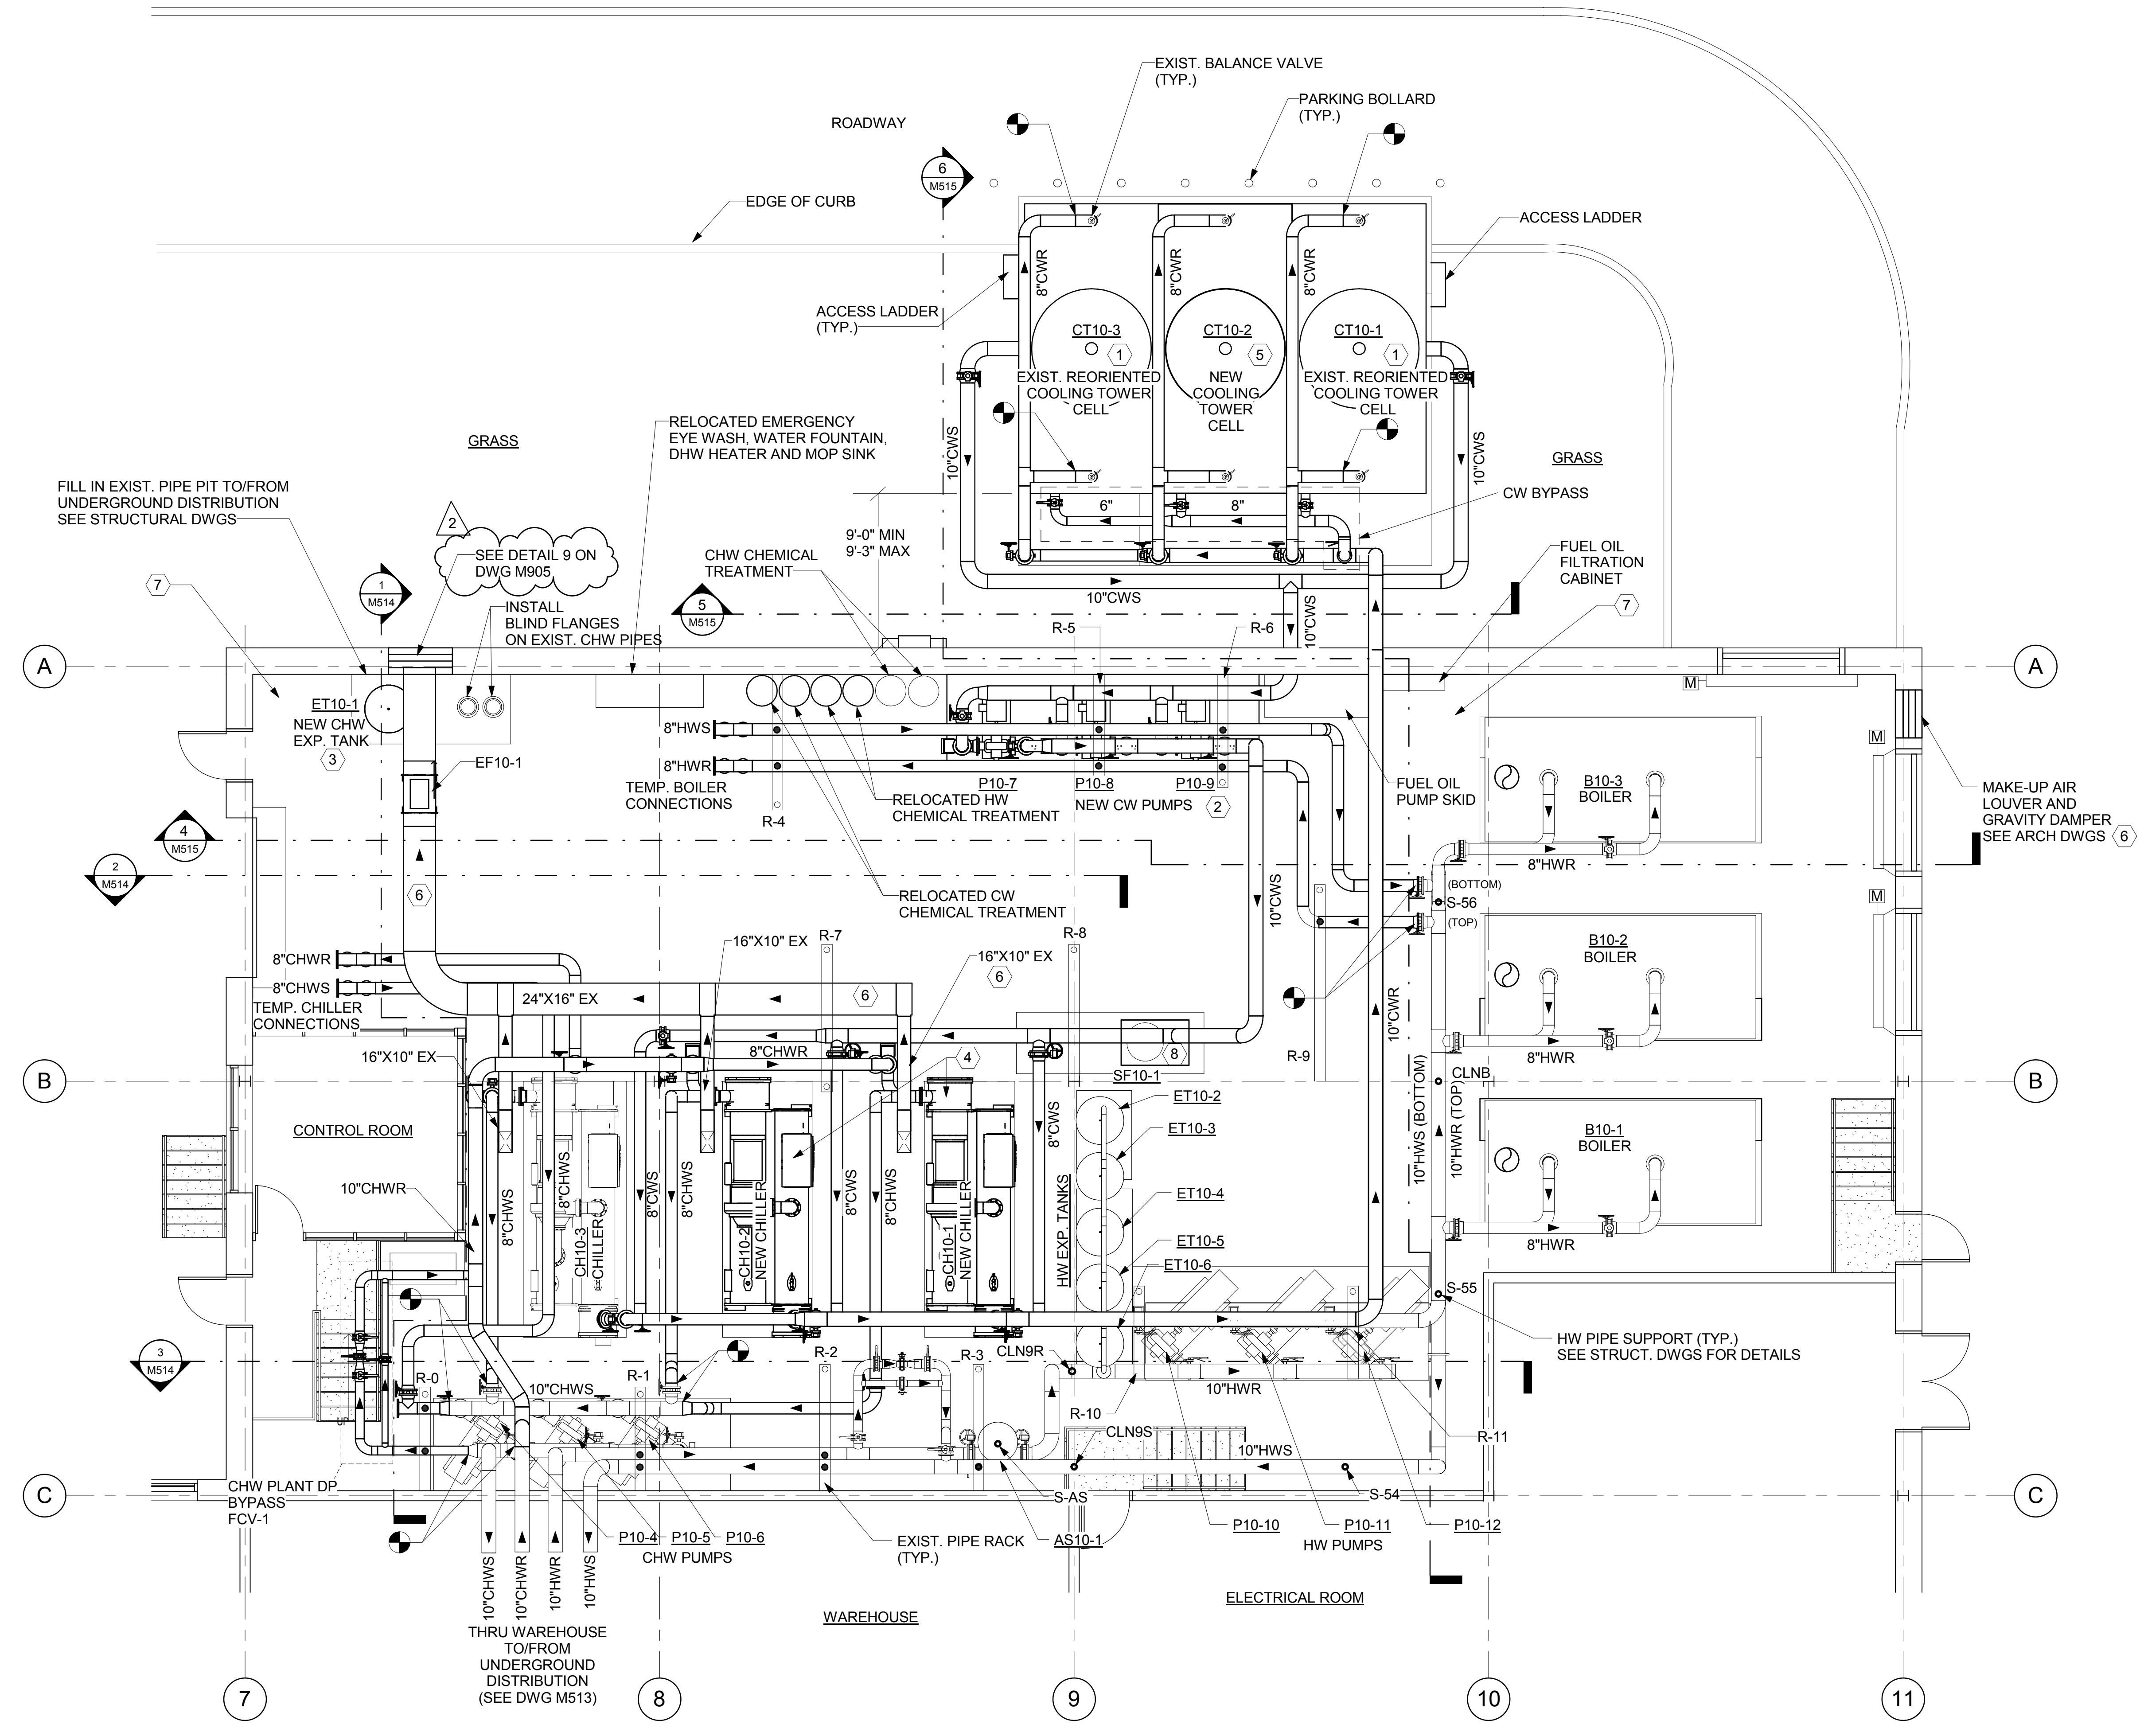 EXIST. BALANCE VALVE
(TYP.)
PARKING BOLLARD
(TYP.)
ROADWAY
6
M515
EDGE OF CURB
ACCESS LADDER
8"CWR
8"CWR
8"CWR
ACCESS LADDER
(TYP.)
CT10-3
1
EXIST. REORIENTED
COOLING TOWER
CELL
CT10-2
5
NEW
COOLING
TOWER
CELL
CT10-1
1
EXIST. REORIENTED
COOLING TOWER
CELL
RELOCATED EMERGENCY
EYE WASH, WATER FOUNTAIN,
DHW HEATER AND MOP SINK
GRASS
10"CWS
10"CWS
GRASS
FILL IN EXIST. PIPE PIT TO/FROM
UNDERGROUND DISTRIBUTION
SEE STRUCTURAL DWGS
CW BYPASS
6"
8"
2
SEE DETAIL 9 ON
DWG M905
9'-0" MIN
9'-3" MAX
CHW CHEMICAL
TREATMENT
FUEL OIL
FILTRATION
CABINET
7
1
M514
INSTALL
BLIND FLANGES
ON EXIST. CHW PIPES
5
M515
10"CWS
10"CWS
7
R-5
R-6
A
A
M
ET10-1
NEW CHW
EXP. TANK
3
EF10-1
8"HWS
8"HWR
TEMP. BOILER
CONNECTIONS
R-4
RELOCATED HW
CHEMICAL TREATMENT
P10-7
P10-8
P10-9
NEW CW PUMPS
2
FUEL OIL
PUMP SKID
B10-3
BOILER
M
MAKE-UP AIR
LOUVER AND
GRAVITY DAMPER
SEE ARCH DWGS
6
4
M515
2
M514
8"HWR
6
RELOCATED CW
CHEMICAL TREATMENT
10"CWS
(BOTTOM)
S-56
(TOP)
M
B10-2
BOILER
16"X10" EX
R-7
R-8
16"X10" EX
6
8"CHWR
8"CHWS
TEMP. CHILLER
CONNECTIONS
24"X16" EX
6
10"CWR
16"X10" EX
8"CHWR
4
8
SF10-1
R-9
8"HWR
B
B
CLNB
10"HWS (BOTTOM)
10"HWR (TOP)
CONTROL ROOM
ET10-2
ET10-3
ET10-4
ET10-5
ET10-6
HW EXP. TANKS
B10-1
BOILER
10"CHWR
8"CHWS
8"CHWS
CH10-3
CHILLER
8"CWS
8"CHWS
CH10-2
NEW CHILLER
8"CWS
8"CHWS
CH10-1
NEW CHILLER
8"CWS
8"HWR
S-55
HW PIPE SUPPORT (TYP.)
SEE STRUCT. DWGS FOR DETAILS
3
M514
R-0
10"CHWS
R-1
R-2
R-3
CLN9R
10"HWR
R-10
CLN9S
R-11
UP
10"HWS
C
C
CHW PLANT DP
BYPASS
FCV-1
S-AS
S-54
P10-4
P10-5
P10-6
CHW PUMPS
EXIST. PIPE RACK
(TYP.)
AS10-1
P10-10
P10-11
P10-12
HW PUMPS
10"CHWS
10"CHWR
10"HWR
10"HWS
ELECTRICAL ROOM
WAREHOUSE
THRU WAREHOUSE
TO/FROM
UNDERGROUND
DISTRIBUTION
(SEE DWG M513)
7
8
9
10
11